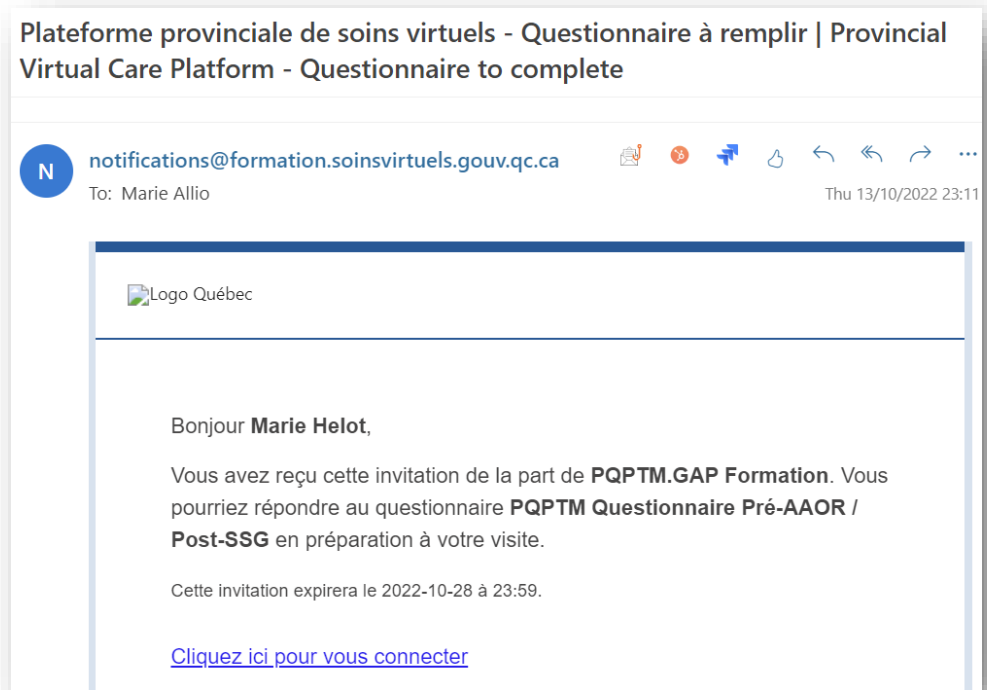 Plateforme provinciale de soins virtuels - Questionnaire à remplir | Provincial
Virtual Care Platform - Questionnaire to complete
N
notifications@formation.soinsvirtuels.gouv.qc.ca
To: Marie Allio
Thu 13/10/2022 23:11
Logo Québec
Bonjour Marie Helot,
Vous avez reçu cette invitation de la part de PQPTM.GAP Formation. Vous
pourriez répondre au questionnaire PQPTM Questionnaire Pré-AAOR /
Post-SSG en préparation à votre visite.
Cette invitation expirera le 2022-10-28 à 23:59.
Cliquez ici pour vous connecter